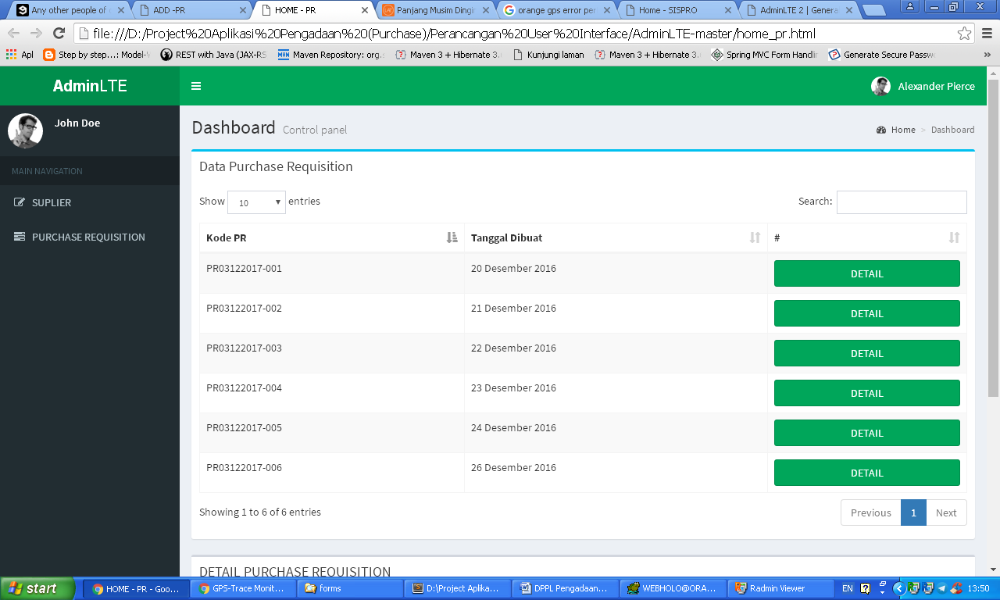 Any other people of
ADD -PR
HOME - PR
Panjang Musim Dingin
orange gps
Home - SISPRO
AdminLTE 2 | General
file:///D:/Project%20Aplikasi%20Pengadaan%20(Purchase)/Perancangan%20User%20Interface/AdminLTE-master/home_pr.html
Apl
Step by step...: Model-V
REST with Java (JAX-RS
Maven Repository: org.
Maven 3 + Hibernate 3.
Kunjungi laman
Maven 3 + Hibernate 3.
Spring MVC Form Handlin
Generate Secure Passw
»
AdminLTE
Alexander Pierce
John Doe
Dashboard Control panel
Home > Dashboard
MAIN NAVIGATION
SUPLIER
PURCHASE REQUISITION
Data Purchase Requisition
Show 10 entries
Search:
Kode PR Tanggal Dibuat #
PR03122017-001 20 Desember 2016 DETAIL
PR03122017-002 21 Desember 2016 DETAIL
PR03122017-003 22 Desember 2016 DETAIL
PR03122017-004 23 Desember 2016 DETAIL
PR03122017-005 24 Desember 2016 DETAIL
PR03122017-006 26 Desember 2016 DETAIL
Showing 1 to 6 of 6 entries
Previous 1 Next
DETAIL PURCHASE REQUISITION
start
HOME - PR - Goo...
GPS-Trace Monit...
forms
D:\Project Aplika...
DPPL Pengadaan...
WEBHOLO@ORA...
Radmin Viewer
EN
13:50